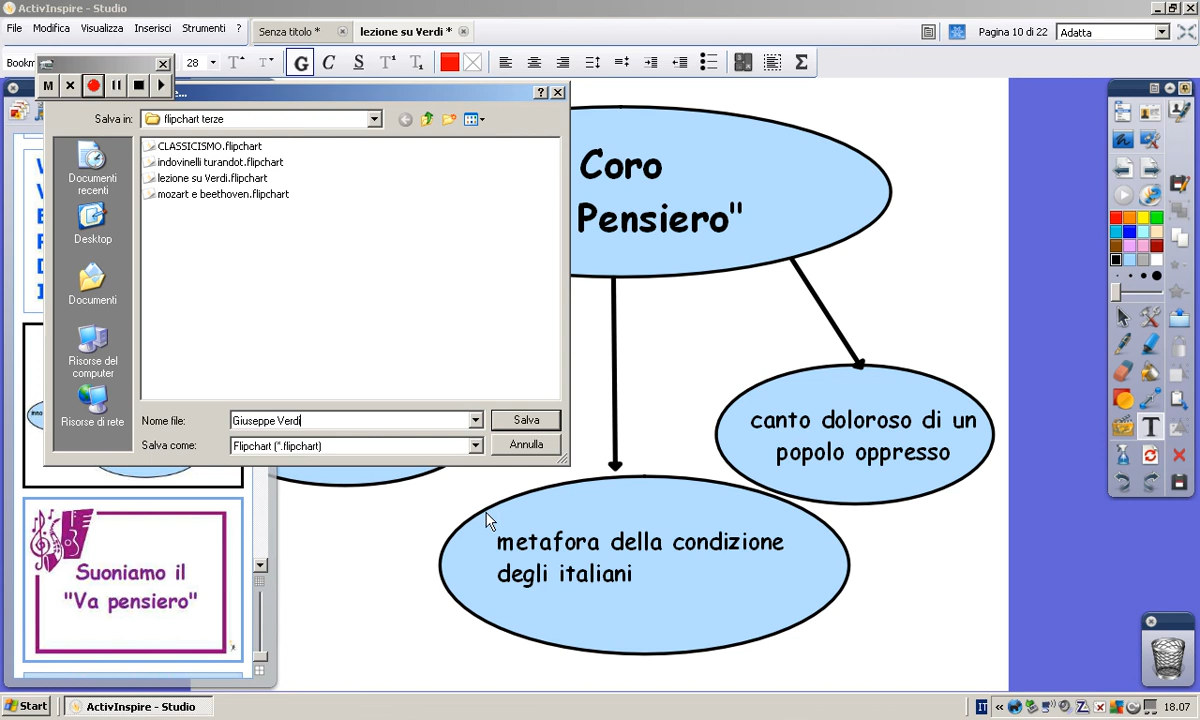 ActivInspire - Studio
File Modifica Visualizza Inserisci Strumenti ?
Senza titolo *
lezione su Verdi *
Pagina 10 di 22
Adatta
Bookm
28
G C S T T
M
?
Salva in:
flipchart terze
Documenti recenti
Desktop
Documenti
Risorse del computer
Risorse di rete
CLASSICISMO.flipchart
indovinelli turandot.flipchart
lezione su Verdi.flipchart
mozart e beethoven.flipchart
Nome file:
Giuseppe Verdi
Salva
Salva come:
Flipchart (*.flipchart)
Annulla
Coro
Pensiero"
canto doloroso di un
popolo oppresso
metafora della condizione
degli italiani
Suoniamo il
"Va pensiero"
Start
ActivInspire - Studio
IT
18.07